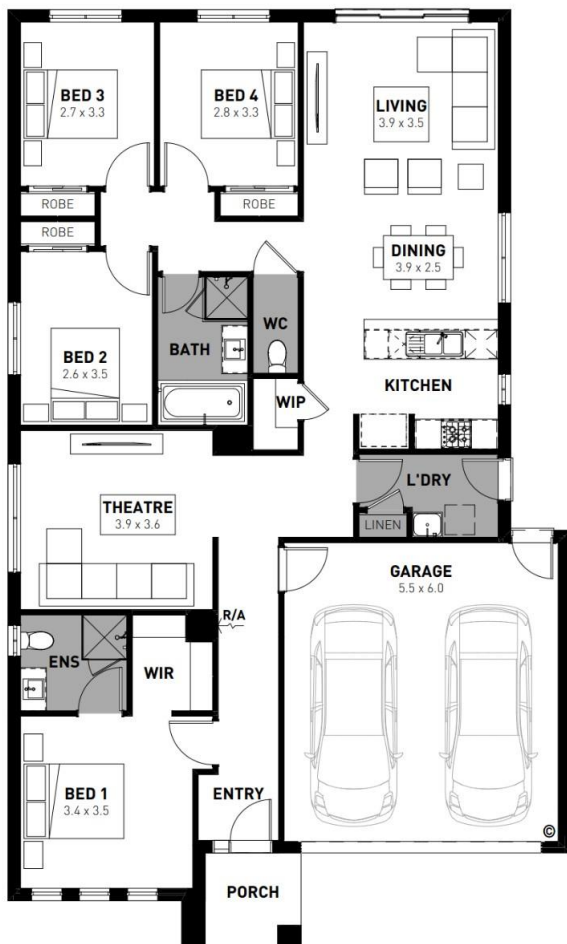 BED 3
2.7 x 3.3
BED 4
2.8 x 3.3
LIVING
3.9 x 3.5
ROBE
ROBE
ROBE
DINING
3.9 x 2.5
BED 2
2.6 x 3.5
BATH
WC
KITCHEN
WIP
L'DRY
LINEN
THEATRE
3.9 x 3.6
GARAGE
5.5 x 6.0
R/A
ENS
WIR
BED 1
3.4 x 3.5
ENTRY
©
PORCH